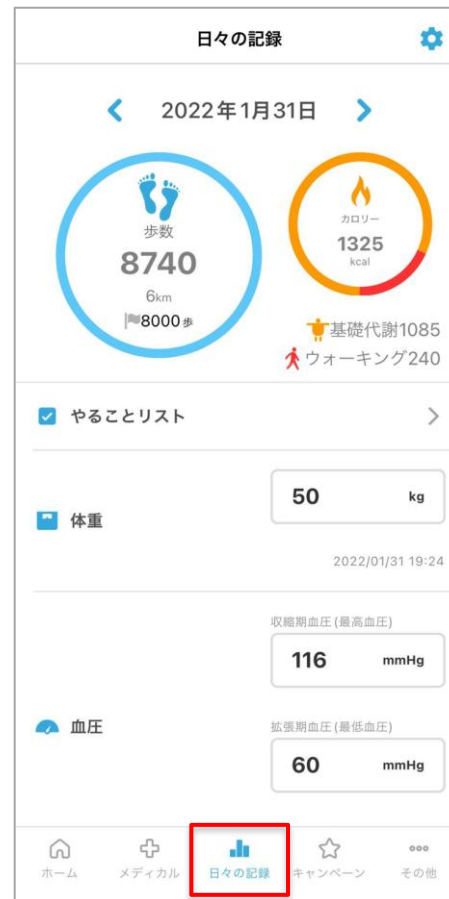 日々の記録
2022年1月31日
歩数
8740
6km
8000歩
カロリー
1325
kcal
基礎代謝1085
ウォーキング240
やることリスト
体重
50 kg
2022/01/31 19:24
血圧
収縮期血圧 (最高血圧)
116 mmHg
拡張期血圧 (最低血圧)
60 mmHg
ホーム メディカル 日々の記録 キャンペーン その他